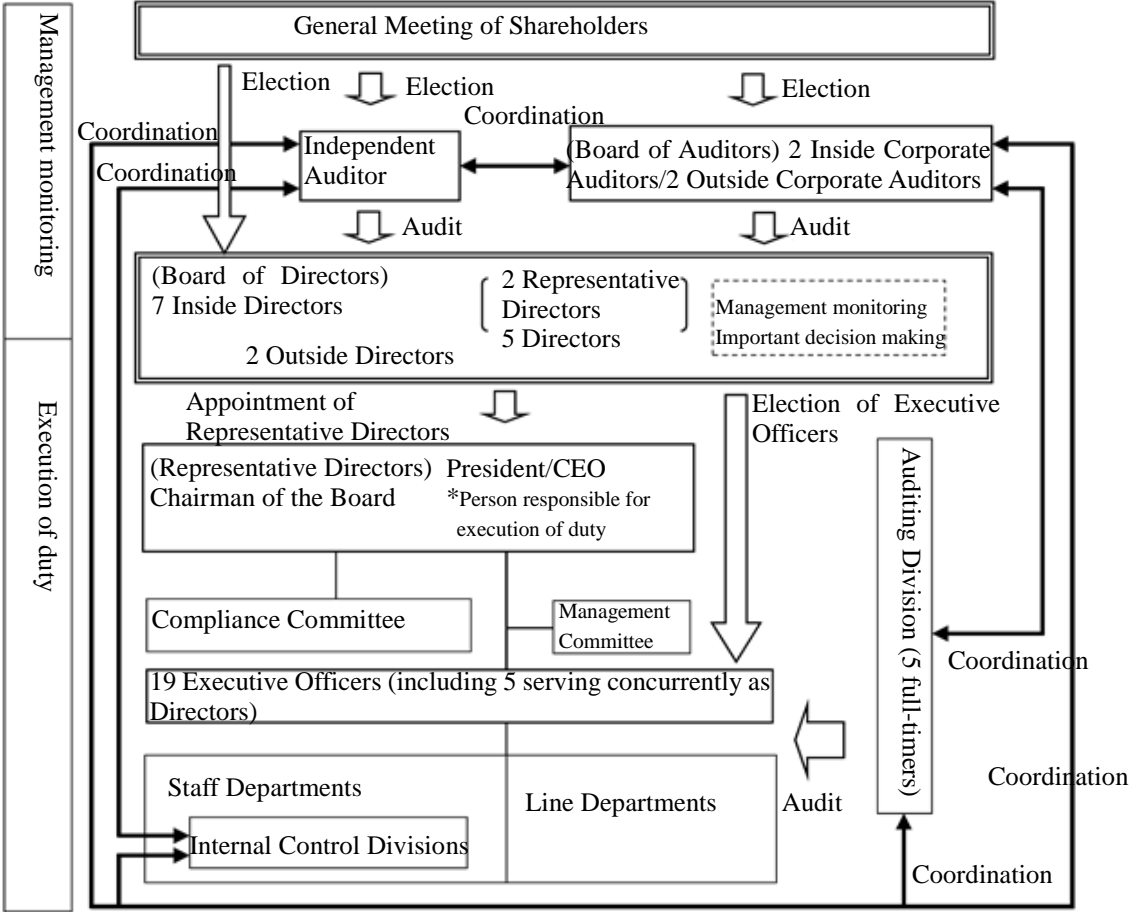 Management monitoring
Execution of duty
General Meeting of Shareholders
Election
Election
Election
Coordination
Coordination
Coordination
Independent
Auditor
(Board of Auditors) 2 Inside Corporate
Auditors/2 Outside Corporate Auditors
Audit
Audit
(Board of Directors)
7 Inside Directors
2 Outside Directors
2 Representative
Directors
5 Directors
Management monitoring
Important decision making
Appointment of
Representative Directors
Election of Executive
Officers
(Representative Directors)
Chairman of the Board
President/CEO
*Person responsible for
execution of duty
Compliance Committee
Management
Committee
19 Executive Officers (including 5 serving concurrently as
Directors)
Auditing Division (5 full-timers)
Coordination
Coordination
Audit
Staff Departments
Line Departments
Internal Control Divisions
Coordination